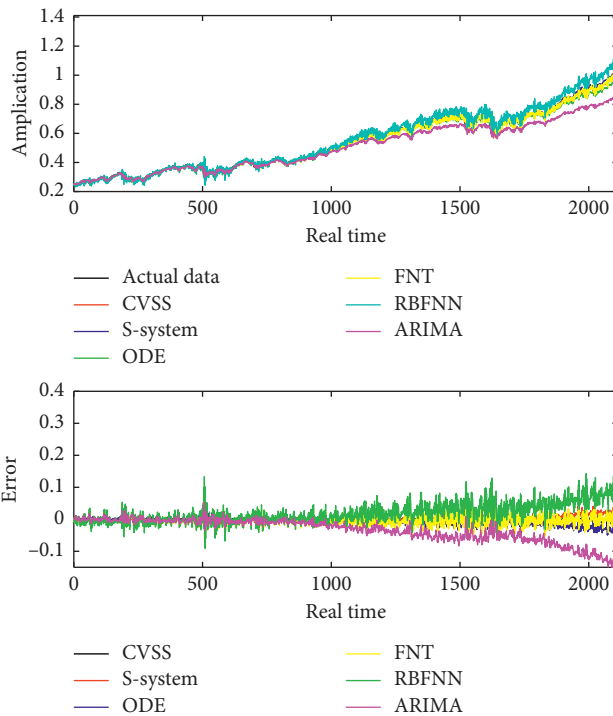 1.4
1.2
1
0.8
0.6
0.4
0.2
Amplication
0 500 1000 1500 2000
Real time
Actual data FNT
CVSS RBFNN
S-system ARIMA
ODE
0.4
0.3
0.2
0.1
0
−0.1
Error
0 500 1000 1500 2000
Real time
CVSS FNT
S-system RBFNN
ODE ARIMA